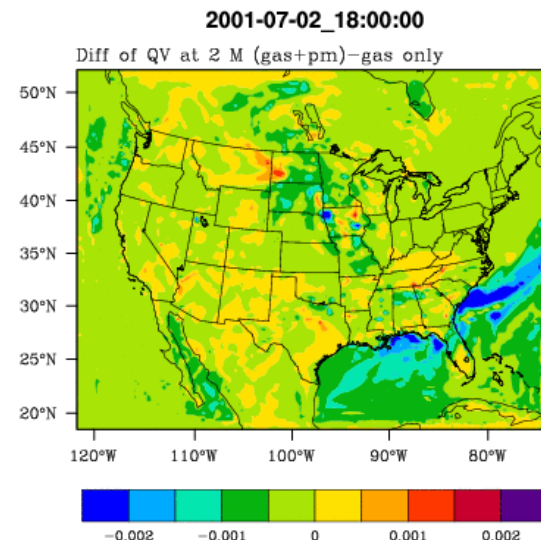 2001-07-02_18:00:00
Diff of QV at 2 M (gas+pm)-gas only
50°N
45°N
40°N
35°N
30°N
25°N
20°N
120°W 110°W 100°W 90°W 80°W
-0.002 -0.001 0 0.001 0.002